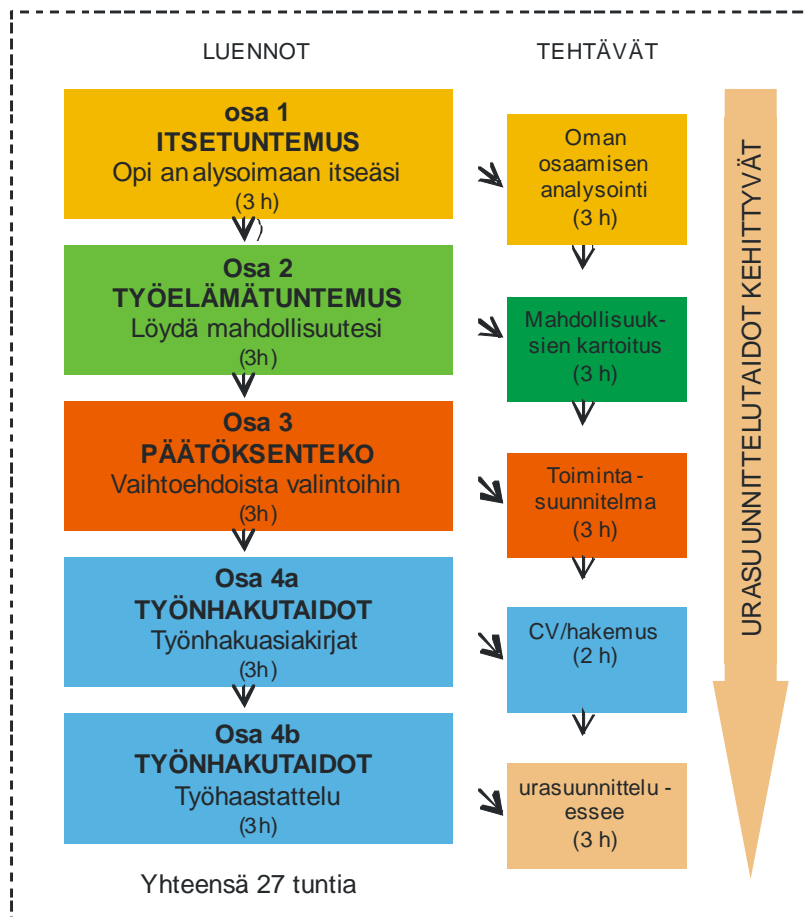 LUENNOT
osa 1
ITSETUNTEMUS
Opi analysoimaan itseäsi
(3 h)
)
Osa 2
TYÖELÄMÄTUNTEMUS
Löydä mahdollisuutesi
(3h)
Osa 3
PÄÄTÖKSENTEKO
Vaihtoehdoista valintoihin
(3h)
Osa 4a
TYÖNHAKUTAIDOT
Työnhakuasiakirjat
(3h)
Osa 4b
TYÖNHAKUTAIDOT
Työhaastattelu
(3h)
Yhteensä 27 tuntia
TEHTÄVÄT
Oman
osaamisen
analysointi
(3 h)
Mahdollisuuk-
sien kartoitus
(3 h)
Toiminta-
suunnitelma
(3 h)
CV/hakemus
(2 h)
urasuunnittelu-
essee
(3 h)
URASUUNNITTELUTAIDOT KEHITTYVÄT